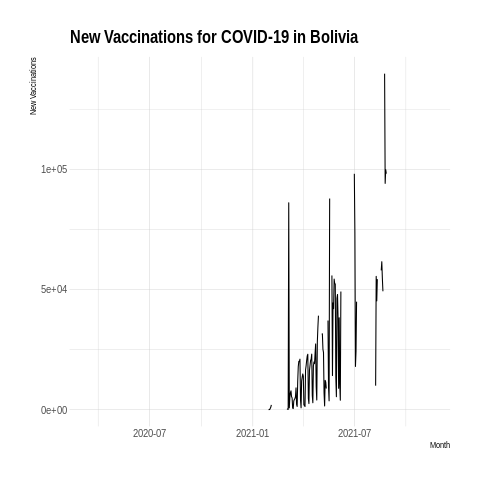 New Vaccinations for COVID-19 in Bolivia
New Vaccinations
1e+05
5e+04
0e+00
2020-07
2021-01
2021-07
Month